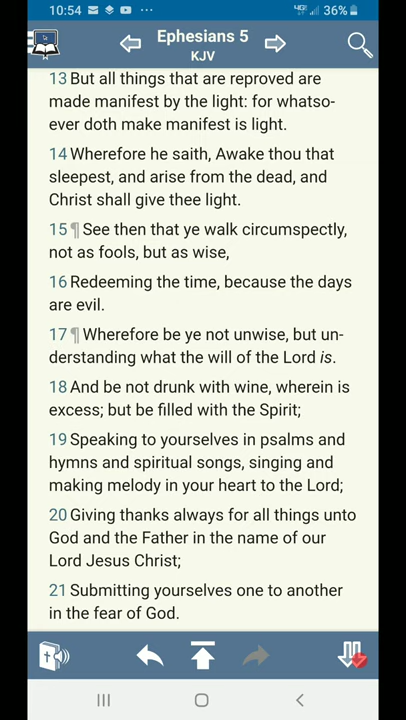 10:54 ... 4G 36%
Ephesians 5
KJV
13 But all things that are reproved are
made manifest by the light: for whatso-
ever doth make manifest is light.
14 Wherefore he saith, Awake thou that
sleepest, and arise from the dead, and
Christ shall give thee light.
15 ¶ See then that ye walk circumspectly,
not as fools, but as wise,
16 Redeeming the time, because the days
are evil.
17 ¶ Wherefore be ye not unwise, but un-
derstanding what the will of the Lord is.
18 And be not drunk with wine, wherein is
excess; but be filled with the Spirit;
19 Speaking to yourselves in psalms and
hymns and spiritual songs, singing and
making melody in your heart to the Lord;
20 Giving thanks always for all things unto
God and the Father in the name of our
Lord Jesus Christ;
21 Submitting yourselves one to another
in the fear of God.